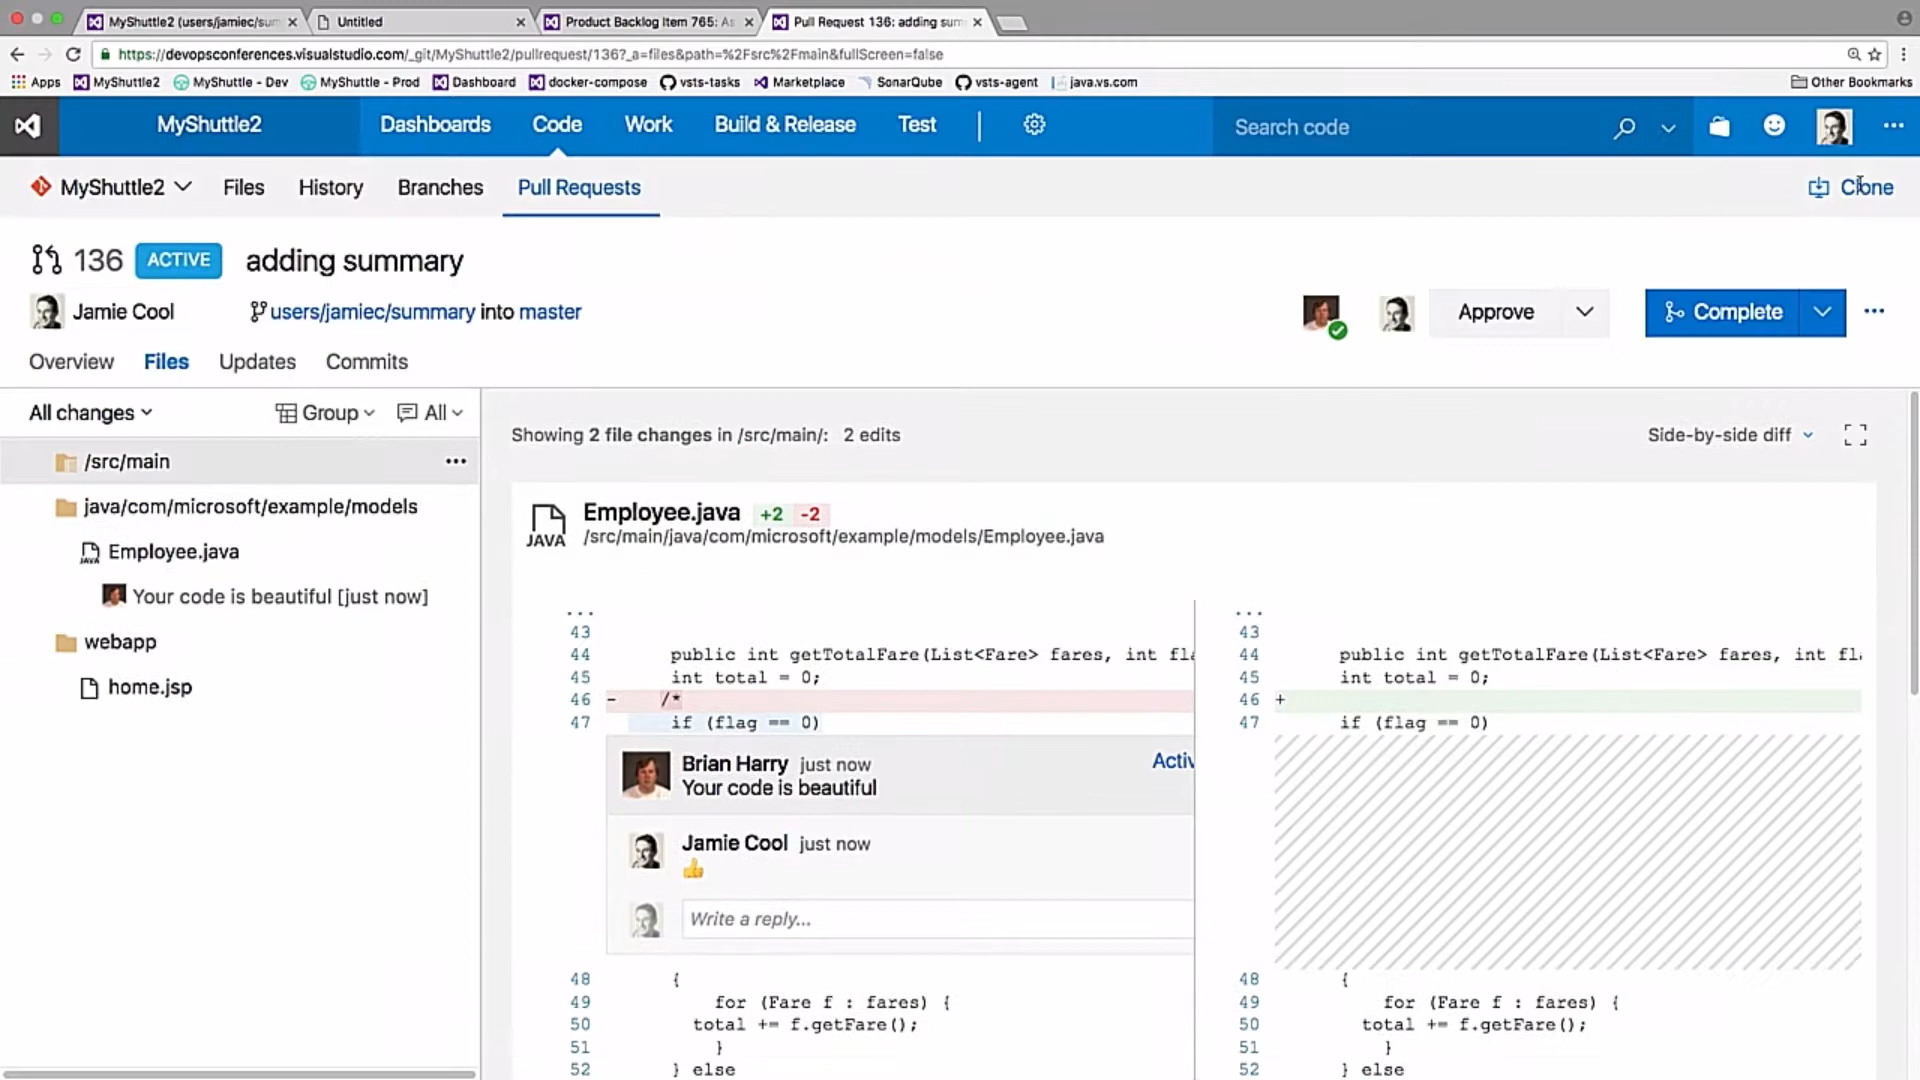 MyShuttle2 (users/jamiec/sum
Untitled
Product Backlog Item 765: As
Pull Request 136: adding sum
https://devopsconferences.visualstudio.com/_git/MyShuttle2/pullrequest/136?_a=files&path=%2Fsrc%2Fmain&fullScreen=false
Apps MyShuttle2 MyShuttle - Dev MyShuttle - Prod Dashboard docker-compose vsts-tasks Marketplace SonarQube vsts-agent java.vs.com Other Bookmarks
MyShuttle2 Dashboards Code Work Build & Release Test Search code
MyShuttle2 Files History Branches Pull Requests Clone
136 ACTIVE adding summary
Jamie Cool users/jamiec/summary into master Approve Complete
Overview Files Updates Commits
All changes Group All
/src/main
java/com/microsoft/example/models
Employee.java
Your code is beautiful [just now]
webapp
home.jsp
Showing 2 file changes in /src/main/: 2 edits Side-by-side diff
Employee.java +2 -2
JAVA /src/main/java/com/microsoft/example/models/Employee.java
...
43
44 public int getTotalFare(List<Fare> fares, int fla
45 int total = 0;
46 - /*
47 if (flag == 0)
Brian Harry just now Activ
Your code is beautiful
Jamie Cool just now
👍
Write a reply...
48 {
49 for (Fare f : fares) {
50 total += f.getFare();
51 }
52 } else
...
43
44 public int getTotalFare(List<Fare> fares, int fl
45 int total = 0;
46 +
47 if (flag == 0)
48 {
49 for (Fare f : fares) {
50 total += f.getFare();
51 }
52 } else